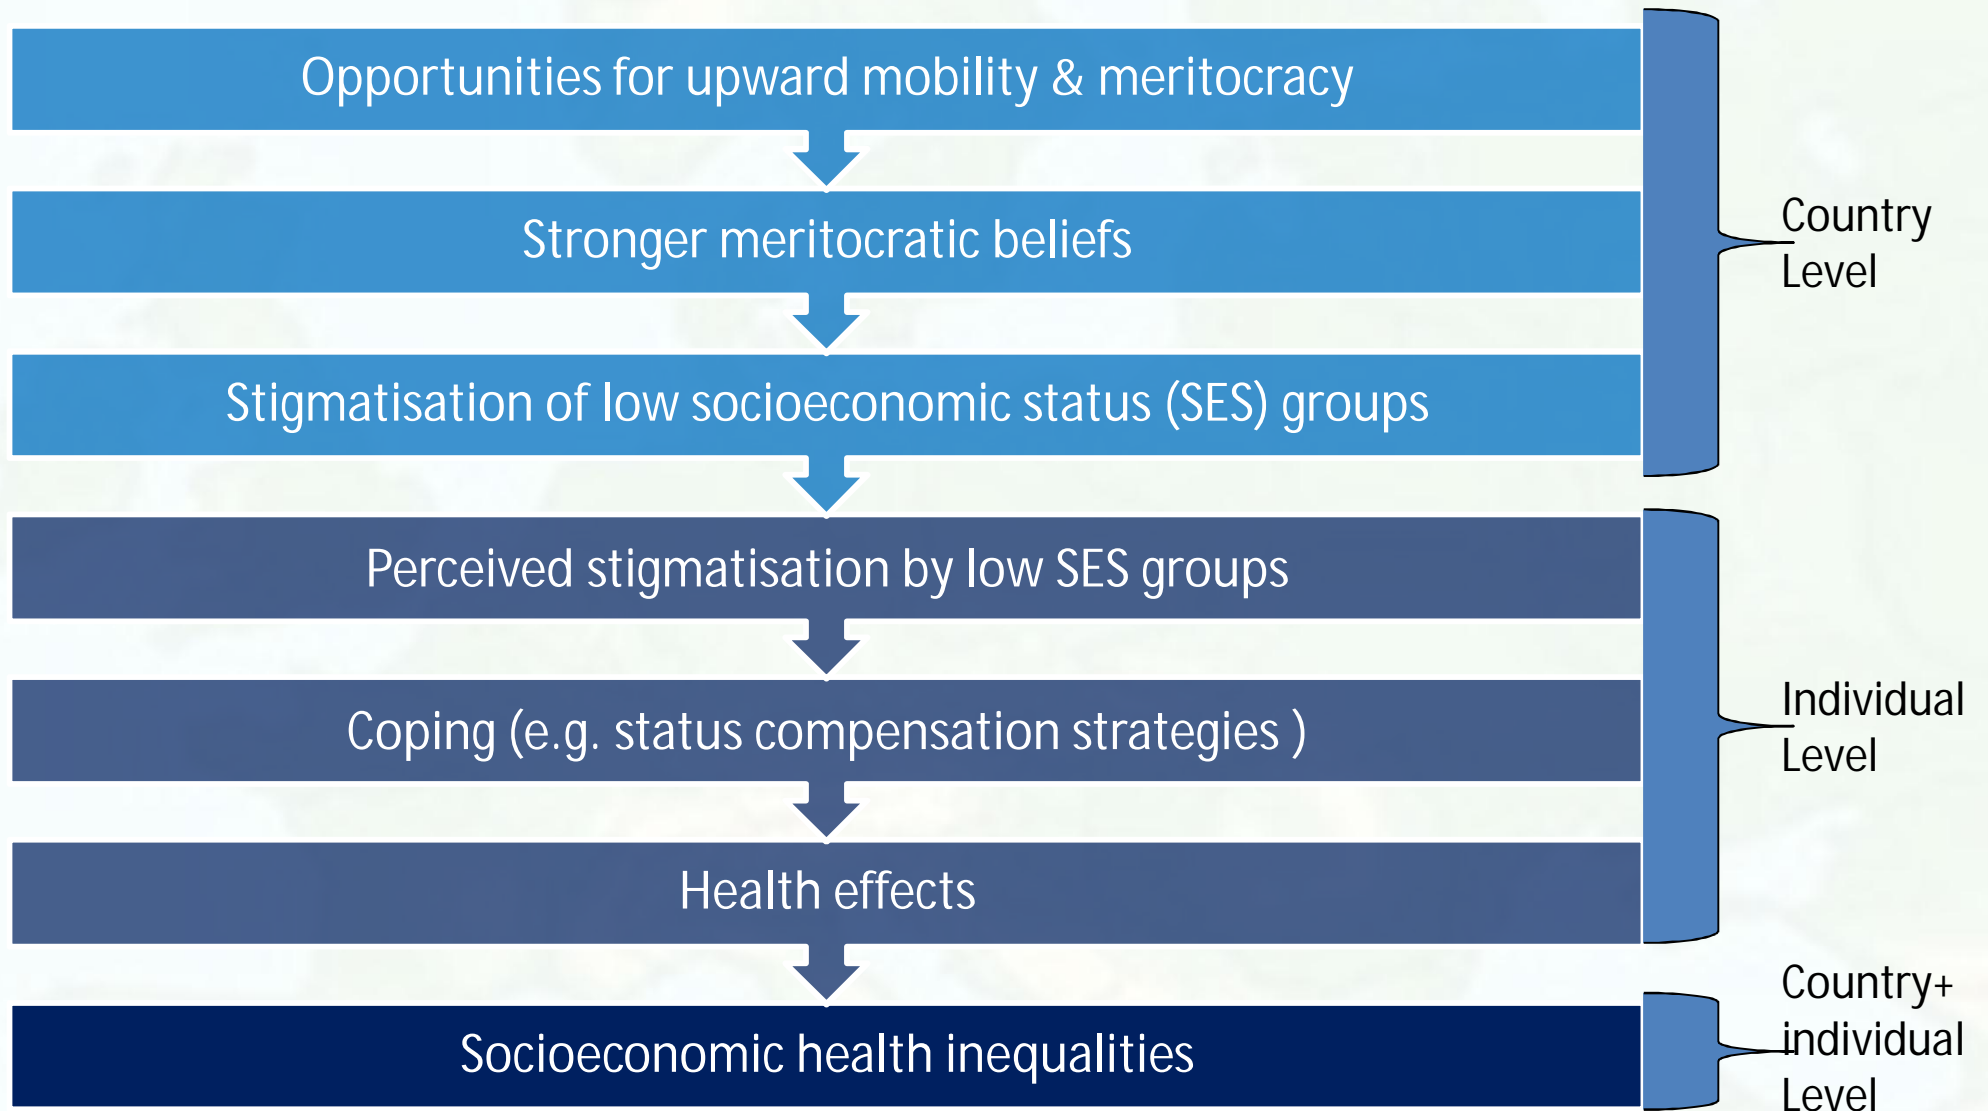 Opportunities for upward mobility & meritocracy
Stronger meritocratic beliefs
Stigmatisation of low socioeconomic status (SES) groups
Country
Level
Perceived stigmatisation by low SES groups
Coping (e.g. status compensation strategies )
Health effects
Individual
Level
Socioeconomic health inequalities
Country+
individual
Level